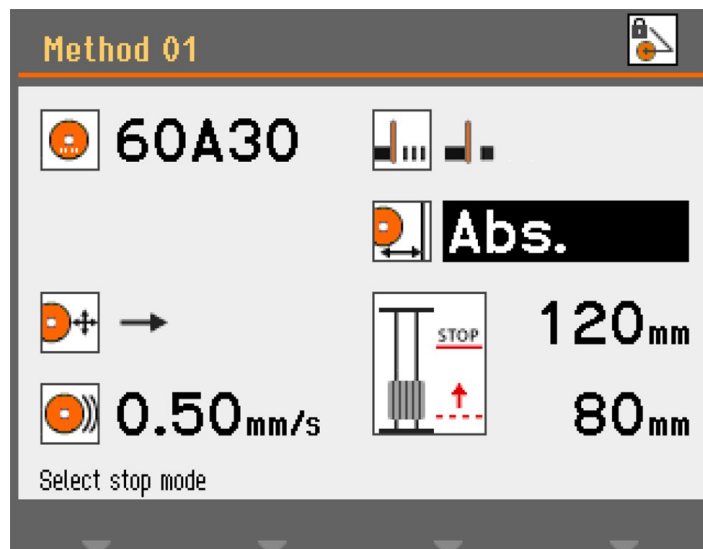 Method 01
60A30
Abs.
STOP
120mm
0.50mm/s
80mm
Select stop mode